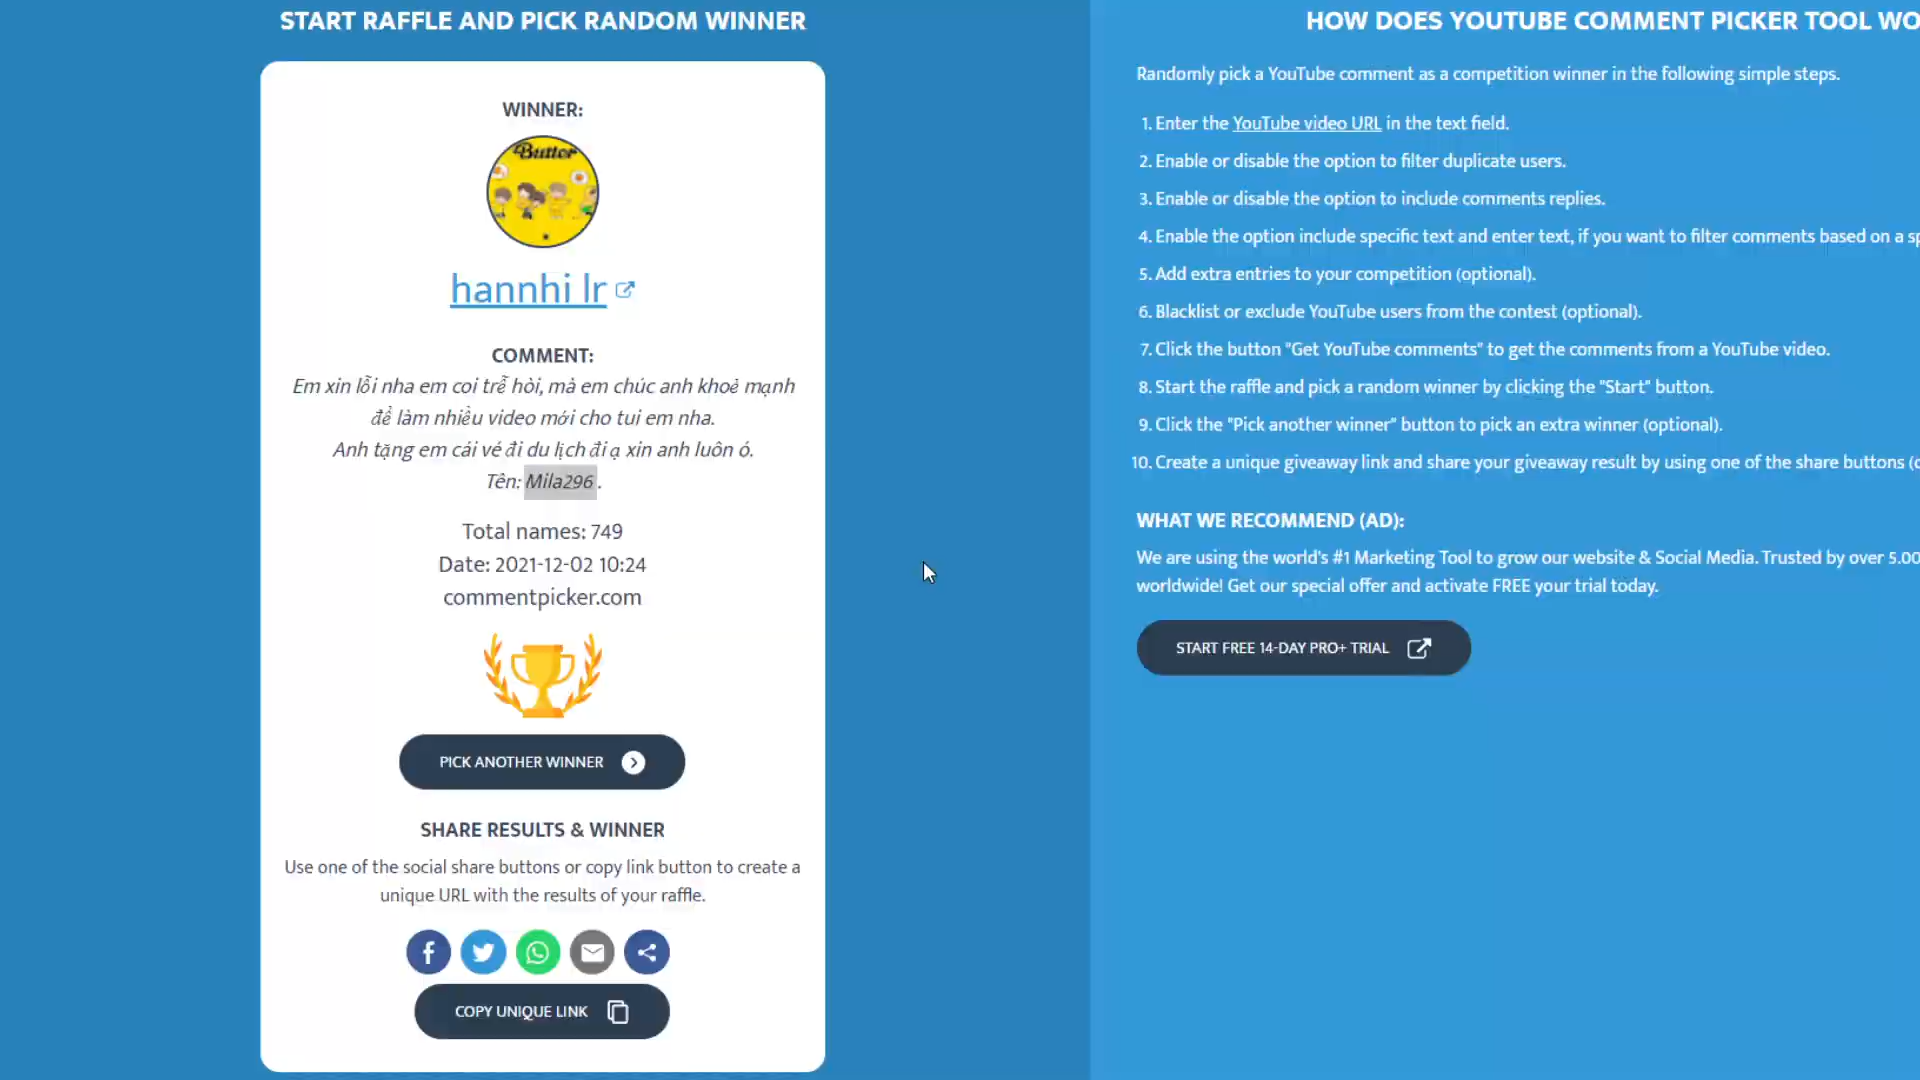 START RAFFLE AND PICK RANDOM WINNER
WINNER:
Butter
hannhi lr
COMMENT:
Em xin lỗi nha em coi trễ hòi, mà em chúc anh khoẻ mạnh
để làm nhiều video mới cho tui em nha.
Anh tặng em cái vé đi du lịch đi ạ xin anh luôn ó.
Tên: Mila296 .
Total names: 749
Date: 2021-12-02 10:24
commentpicker.com
PICK ANOTHER WINNER
SHARE RESULTS & WINNER
Use one of the social share buttons or copy link button to create a
unique URL with the results of your raffle.
COPY UNIQUE LINK
HOW DOES YOUTUBE COMMENT PICKER TOOL WO
Randomly pick a YouTube comment as a competition winner in the following simple steps.
1. Enter the YouTube video URL in the text field.
2. Enable or disable the option to filter duplicate users.
3. Enable or disable the option to include comments replies.
4. Enable the option include specific text and enter text, if you want to filter comments based on a sp
5. Add extra entries to your competition (optional).
6. Blacklist or exclude YouTube users from the contest (optional).
7. Click the button "Get YouTube comments" to get the comments from a YouTube video.
8. Start the raffle and pick a random winner by clicking the "Start" button.
9. Click the "Pick another winner" button to pick an extra winner (optional).
10. Create a unique giveaway link and share your giveaway result by using one of the share buttons (o
WHAT WE RECOMMEND (AD):
We are using the world's #1 Marketing Tool to grow our website & Social Media. Trusted by over 5.00
worldwide! Get our special offer and activate FREE your trial today.
START FREE 14-DAY PRO+ TRIAL